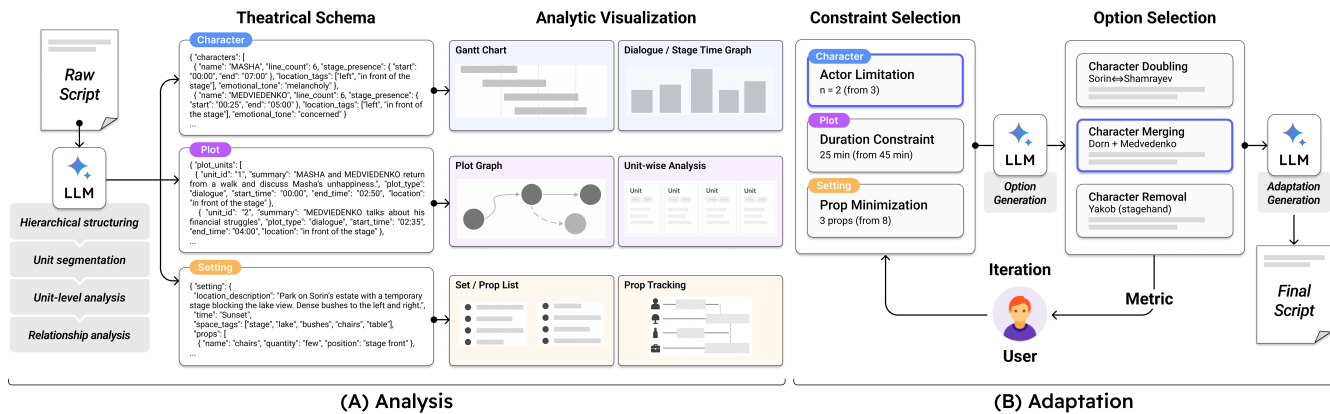 Theatrical Schema
Analytic Visualization
Constraint Selection
Option Selection
Raw
Script
LLM
Hierarchical structuring
Unit segmentation
Unit-level analysis
Relationship analysis
Character
{ "characters": [
{ "name": "MASHA", "line_count": 6, "stage_presence": { "start":
"00:00", "end": "07:00" }, "location_tags": ["left", "in front of the
stage"], "emotional_tone": "melancholy" },
{ "name": "MEDVIEDENKO", "line_count": 6, "stage_presence":
{ "start": "00:25", "end": "05:00" }, "location_tags": ["left", "in front of
the stage"], "emotional_tone": "concerned" }
...
Plot
{ "plot_units": [
{ "unit_id": "1", "summary": "MASHA and MEDVIEDENKO return
from a walk and discuss Masha's unhappiness.", "plot_type":
"dialogue", "start_time": "00:00", "end_time": "02:50", "location":
"in front of the stage" },
{ "unit_id": "2", "summary": "MEDVIEDENKO talks about his
financial struggles", "plot_type": "dialogue", "start_time": "02:35",
"end_time": "04:00", "location": "in front of the stage" },
...
Setting
{ "setting": {
"location_description": "Park on Sorin's estate with a temporary
stage blocking the lake view. Dense bushes to the left and right.",
"time": "Sunset",
"space_tags": ["stage", "lake", "bushes", "chairs", "table"],
"props": [
{ "name": "chairs", "quantity": "few", "position": "stage front" },
...
Gantt Chart
Dialogue / Stage Time Graph
Plot Graph
Unit-wise Analysis
Unit
Unit
Unit
Unit
Set / Prop List
Prop Tracking
Character
Actor Limitation
n = 2 (from 3)
Plot
Duration Constraint
25 min (from 45 min)
Setting
Prop Minimization
3 props (from 8)
LLM
Option
Generation
Character Doubling
Sorin⇔Shamrayev
Character Merging
Dorn + Medvedenko
Character Removal
Yakob (stagehand)
LLM
Adaptation
Generation
Final
Script
Iteration
Metric
User
(A) Analysis
(B) Adaptation